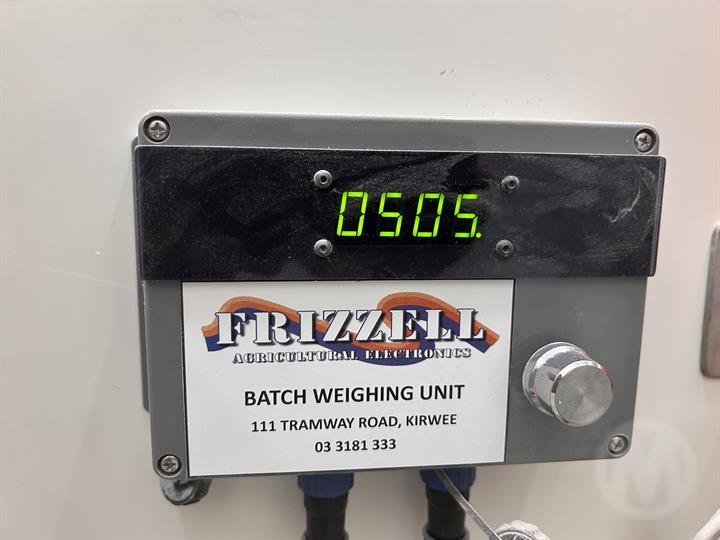 0505.
FRIZZELL
AGRICULTURAL ELECTRONICS
BATCH WEIGHING UNIT
111 TRAMWAY ROAD, KIRWEE
03 3181 333
M